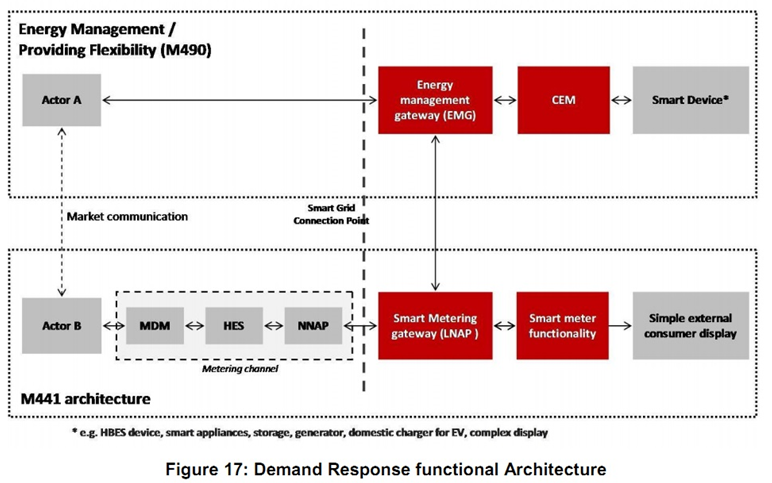 Energy Management /
Providing Flexibility (M490)
Actor A
Energy
management
gateway (EMG)
CEM
Smart Device*
Market communication
Smart Grid
Connection Point
Actor B
MDM
HES
NNAP
Smart Metering
gateway (LNAP )
Smart meter
functionality
Simple external
consumer display
Metering channel
M441 architecture
* e.g. HBES device, smart appliances, storage, generator, domestic charger for EV, complex display
Figure 17: Demand Response functional Architecture